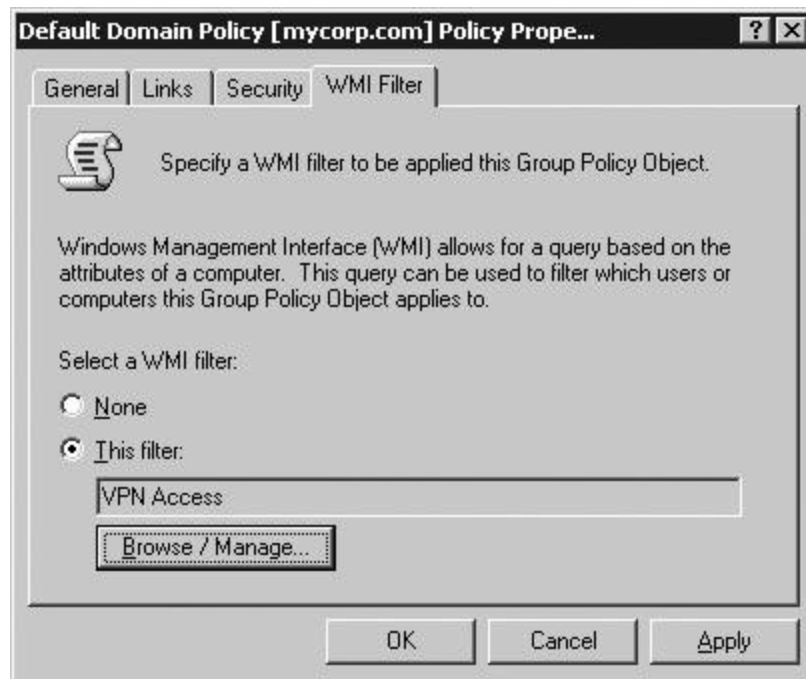 Default Domain Policy [mycorp.com] Policy Prope...
General Links Security WMI Filter
Specify a WMI filter to be applied this Group Policy Object.
Windows Management Interface (WMI) allows for a query based on the
attributes of a computer. This query can be used to filter which users or
computers this Group Policy Object applies to.
Select a WMI filter:
None
This filter:
VPN Access
Browse / Manage...
OK Cancel Apply